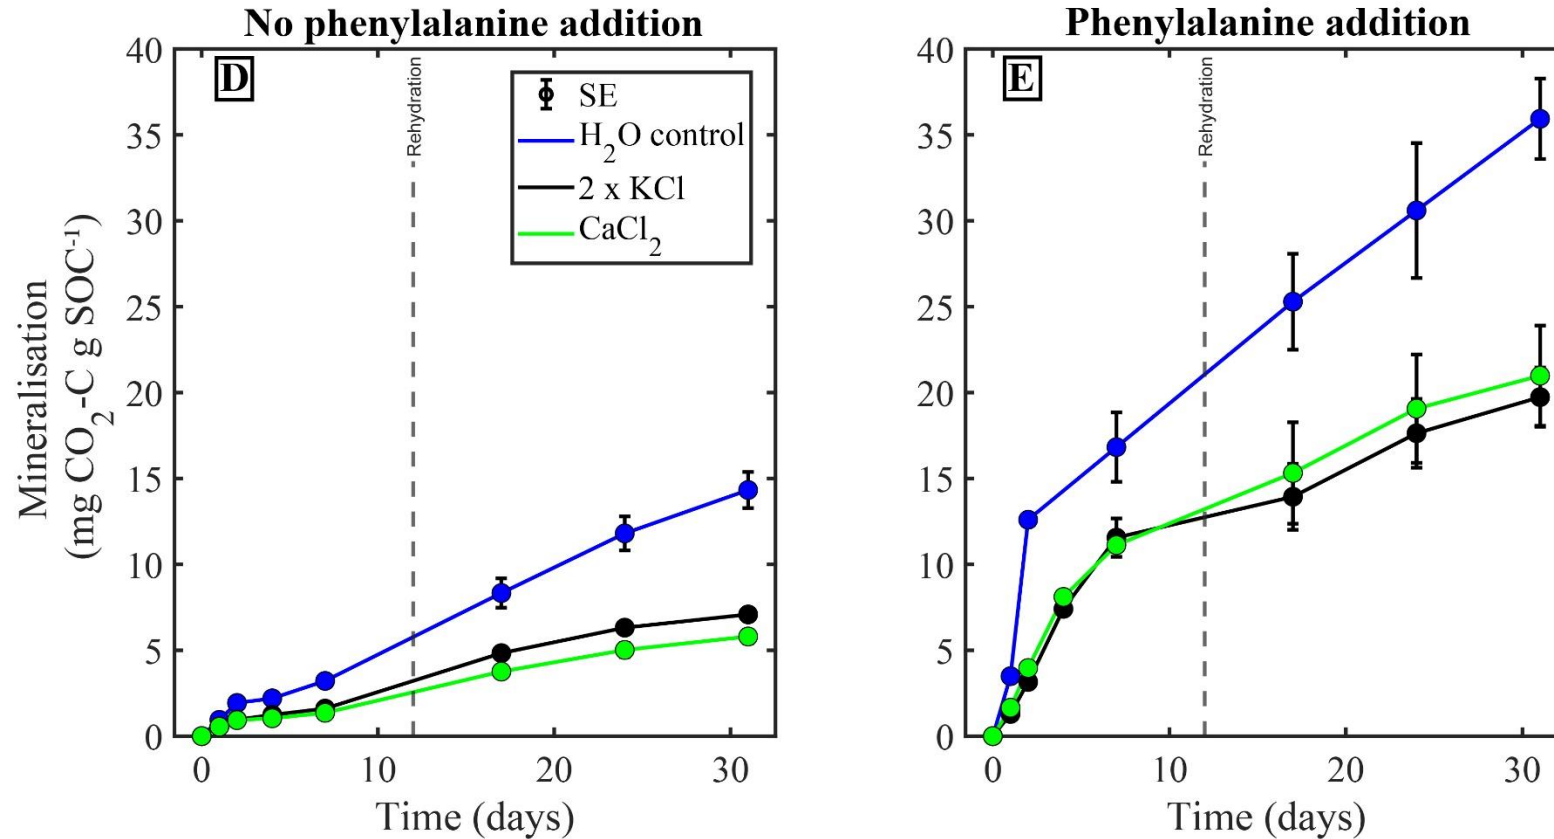 No phenylalanine addition
D
Rehydration
SE
H₂O control
2 x KCl
CaCl₂
Mineralisation
(mg CO₂-C g SOC⁻¹)
40
35
30
25
20
15
10
5
0
0 10 20 30
Time (days)
Phenylalanine addition
E
Rehydration
40
35
30
25
20
15
10
5
0
0 10 20 30
Time (days)